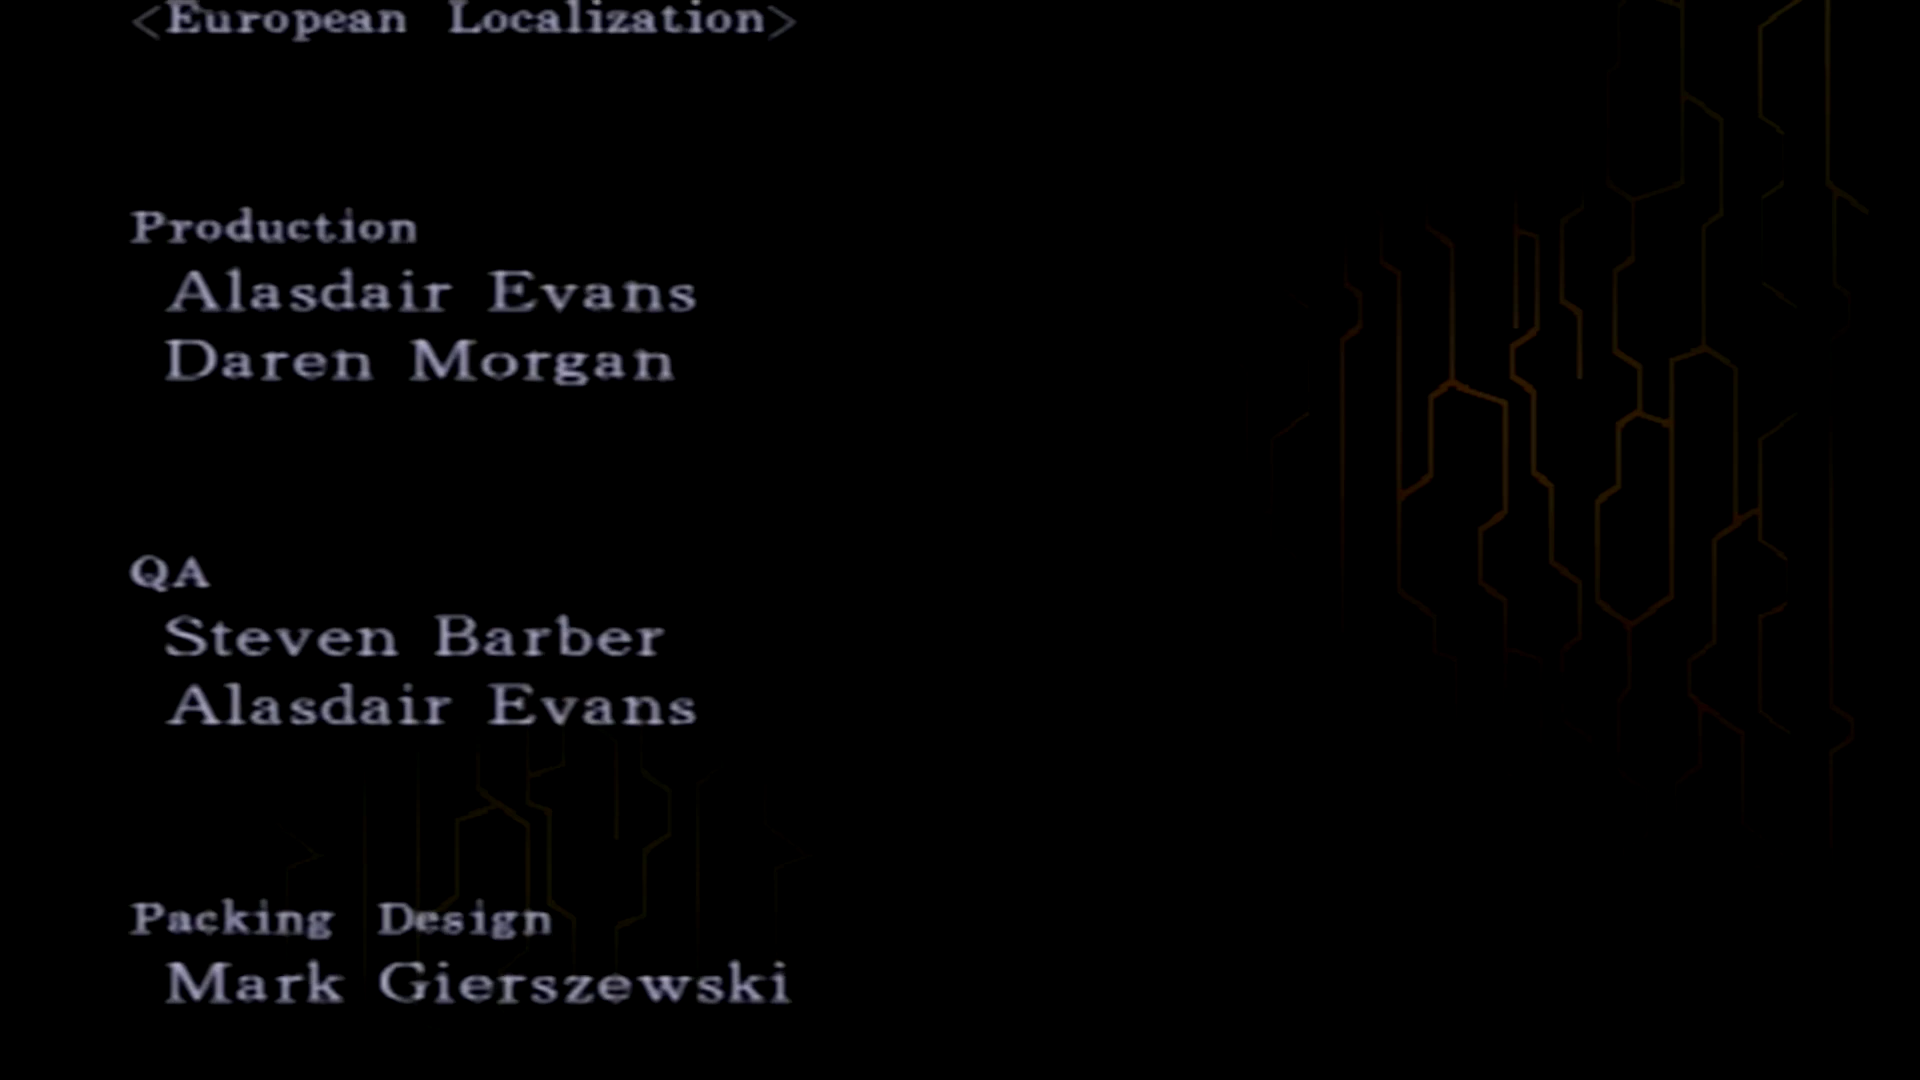 <European Localization>
Production
Alasdair Evans
Daren Morgan
QA
Steven Barber
Alasdair Evans
Packing Design
Mark Gierszewski